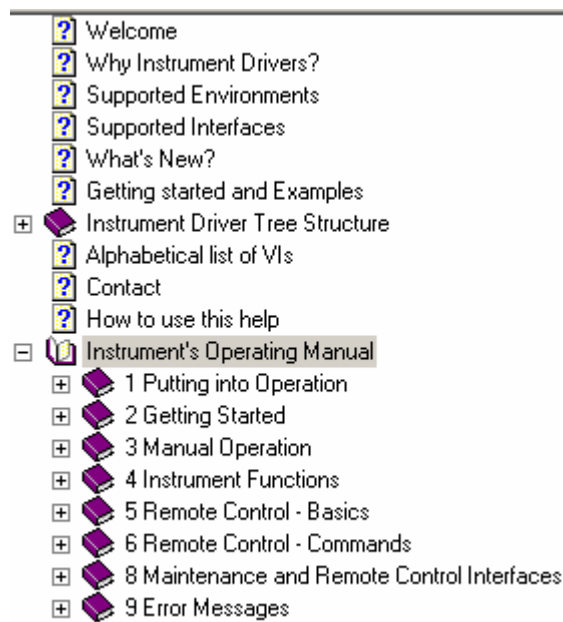 Welcome
Why Instrument Drivers?
Supported Environments
Supported Interfaces
What's New?
Getting started and Examples
Instrument Driver Tree Structure
Alphabetical list of VIs
Contact
How to use this help
Instrument's Operating Manual
1 Putting into Operation
2 Getting Started
3 Manual Operation
4 Instrument Functions
5 Remote Control - Basics
6 Remote Control - Commands
8 Maintenance and Remote Control Interfaces
9 Error Messages